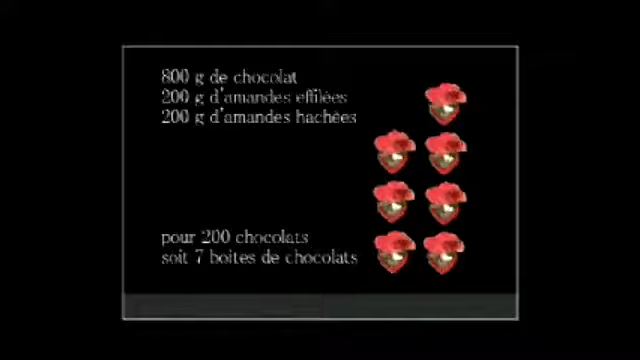 800 g de chocolat
200 g d'amandes effilées
200 g d'amandes hachées
pour 200 chocolats
soit 7 boites de chocolats